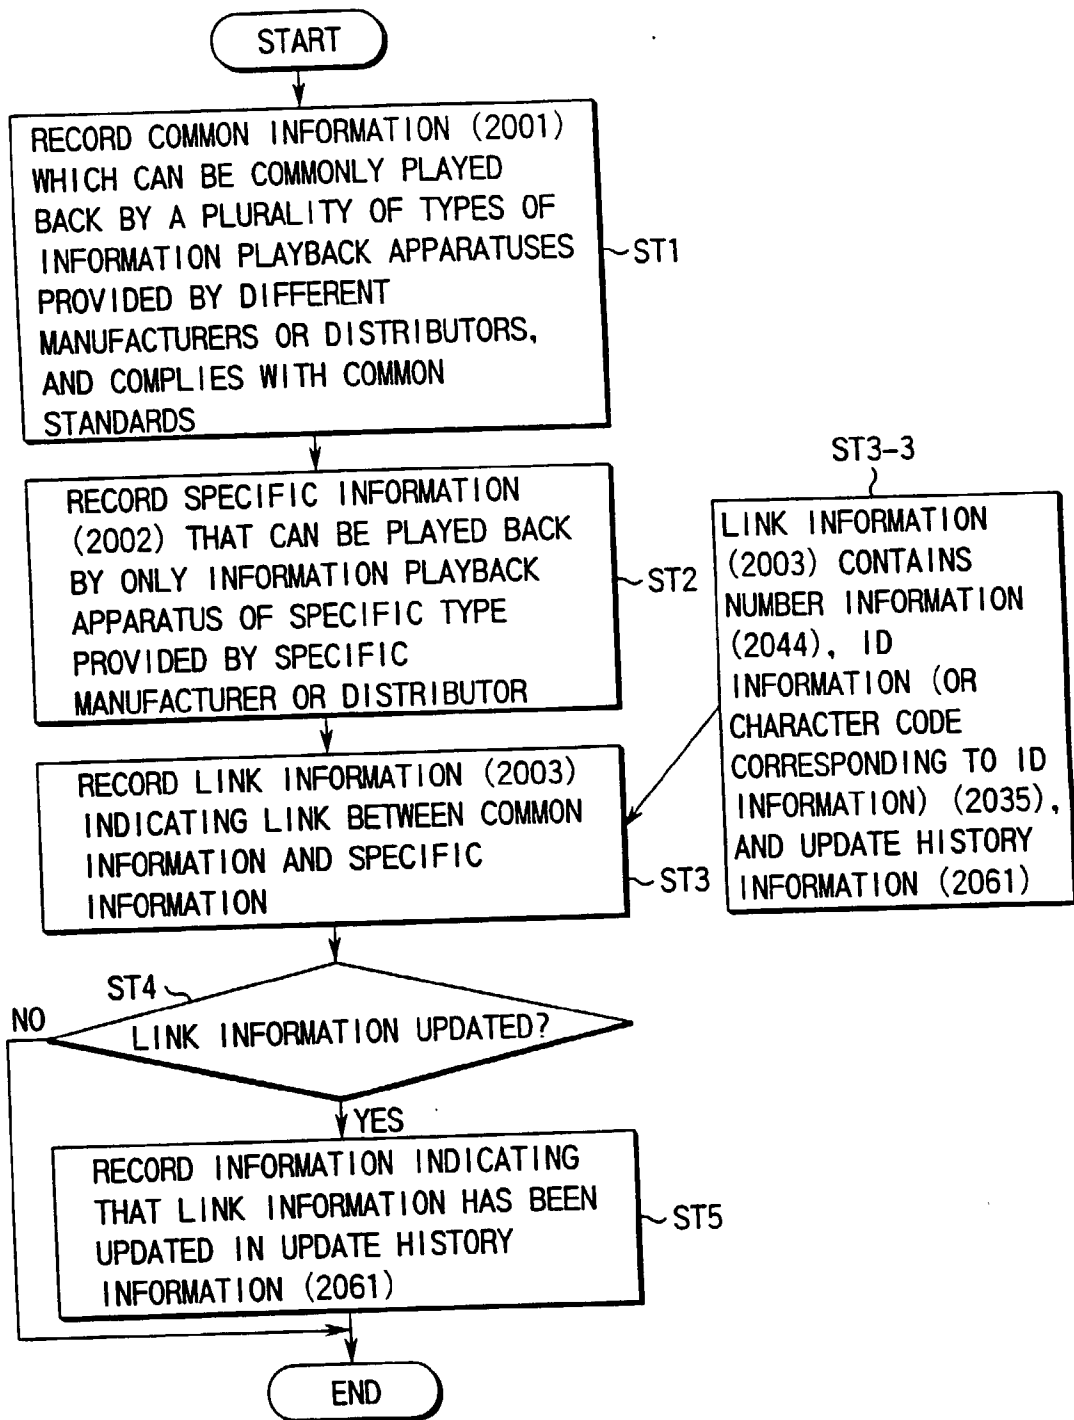 START
RECORD COMMON INFORMATION (2001)
WHICH CAN BE COMMONLY PLAYED
BACK BY A PLURALITY OF TYPES OF
INFORMATION PLAYBACK APPARATUSES
PROVIDED BY DIFFERENT
MANUFACTURERS OR DISTRIBUTORS,
AND COMPLIES WITH COMMON
STANDARDS
ST1
RECORD SPECIFIC INFORMATION
(2002) THAT CAN BE PLAYED BACK
BY ONLY INFORMATION PLAYBACK
APPARATUS OF SPECIFIC TYPE
PROVIDED BY SPECIFIC
MANUFACTURER OR DISTRIBUTOR
ST2
ST3-3
LINK INFORMATION
(2003) CONTAINS
NUMBER INFORMATION
(2044), ID
INFORMATION (OR
CHARACTER CODE
CORRESPONDING TO ID
INFORMATION) (2035),
AND UPDATE HISTORY
INFORMATION (2061)
RECORD LINK INFORMATION (2003)
INDICATING LINK BETWEEN COMMON
INFORMATION AND SPECIFIC
INFORMATION
ST3
ST4
NO
LINK INFORMATION UPDATED?
YES
RECORD INFORMATION INDICATING
THAT LINK INFORMATION HAS BEEN
UPDATED IN UPDATE HISTORY
INFORMATION (2061)
ST5
END